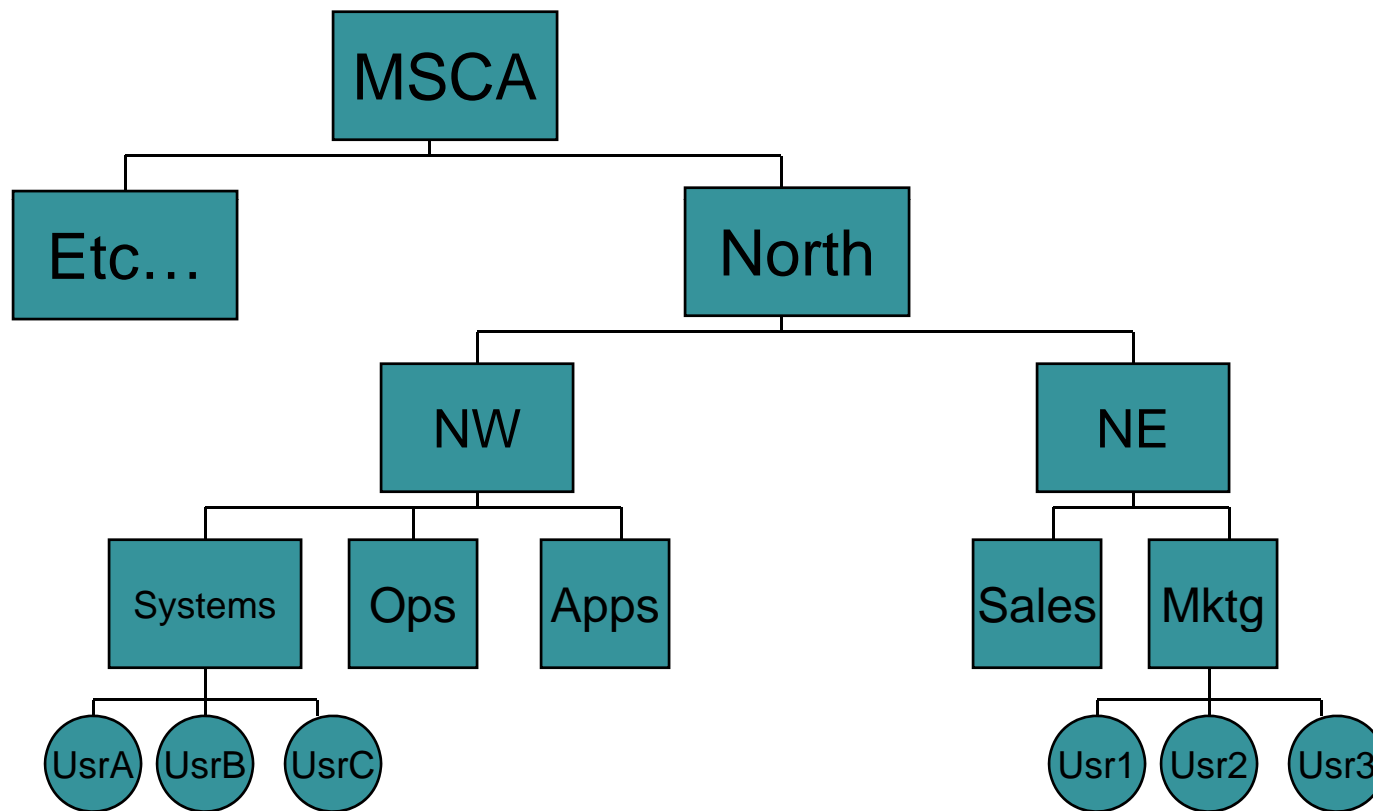 MSCA
Etc…
North
NW
NE
Systems
Ops
Apps
Sales
Mktg
UsrA
UsrB
UsrC
Usr1
Usr2
Usr3